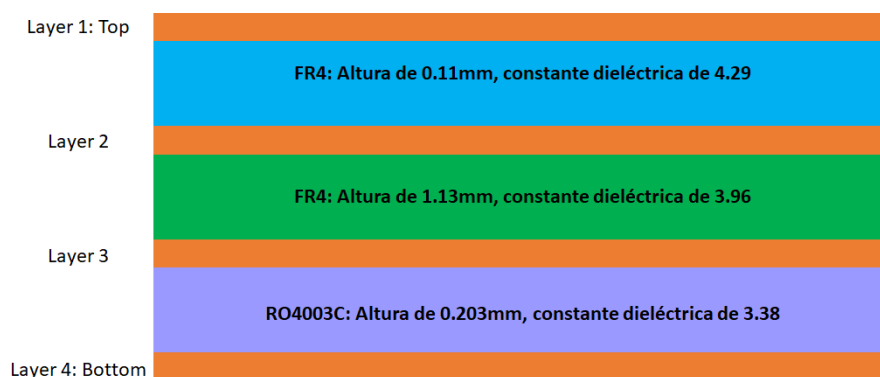 Layer 1: Top
FR4: Altura de 0.11mm, constante dieléctrica de 4.29
Layer 2
FR4: Altura de 1.13mm, constante dieléctrica de 3.96
Layer 3
RO4003C: Altura de 0.203mm, constante dieléctrica de 3.38
Layer 4: Bottom